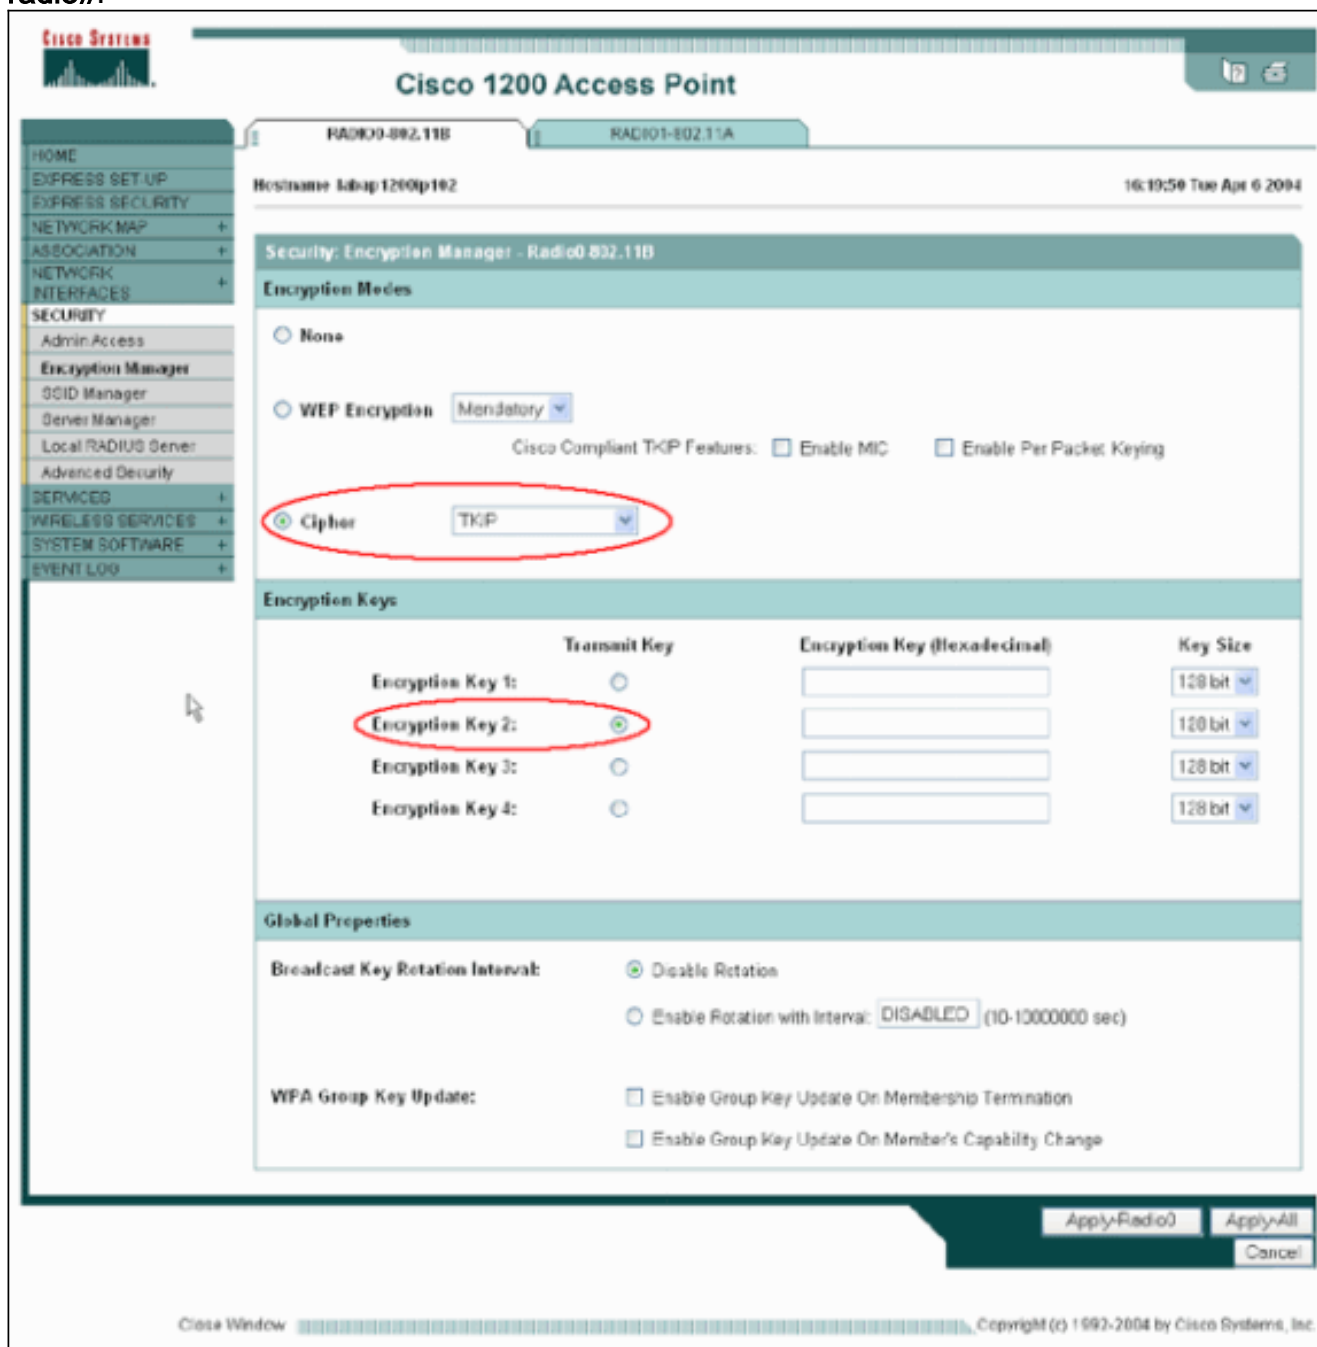 radio)).
CISCO SYSTEMS
Cisco 1200 Access Point
RADIO0-802.11B
RADIO1-802.11A
HOME
EXPRESS SET-UP
EXPRESS SECURITY
NETWORK MAP +
ASSOCIATION +
NETWORK INTERFACES +
SECURITY
Admin Access
Encryption Manager
SSID Manager
Server Manager
Local RADIUS Server
Advanced Security
SERVICES +
WIRELESS SERVICES +
SYSTEM SOFTWARE +
EVENT LOG +
Hostname labap1200ip102
16:19:50 Tue Apr 6 2004
Security: Encryption Manager - Radio0-802.11B
Encryption Modes
None
WEP Encryption Mandatory
Cisco Compliant TKIP Features: Enable MIC Enable Per Packet Keying
Cipher TKIP
Encryption Keys
Transmit Key Encryption Key (Hexadecimal) Key Size
Encryption Key 1: 128 bit
Encryption Key 2: 128 bit
Encryption Key 3: 128 bit
Encryption Key 4: 128 bit
Global Properties
Broadcast Key Rotation Interval: Disable Rotation
Enable Rotation with Interval: DISABLED (10-10000000 sec)
WPA Group Key Update: Enable Group Key Update On Membership Termination
Enable Group Key Update On Member's Capability Change
Apply-Radio0 Apply-All
Cancel
Close Window Copyright (c) 1992-2004 by Cisco Systems, Inc.